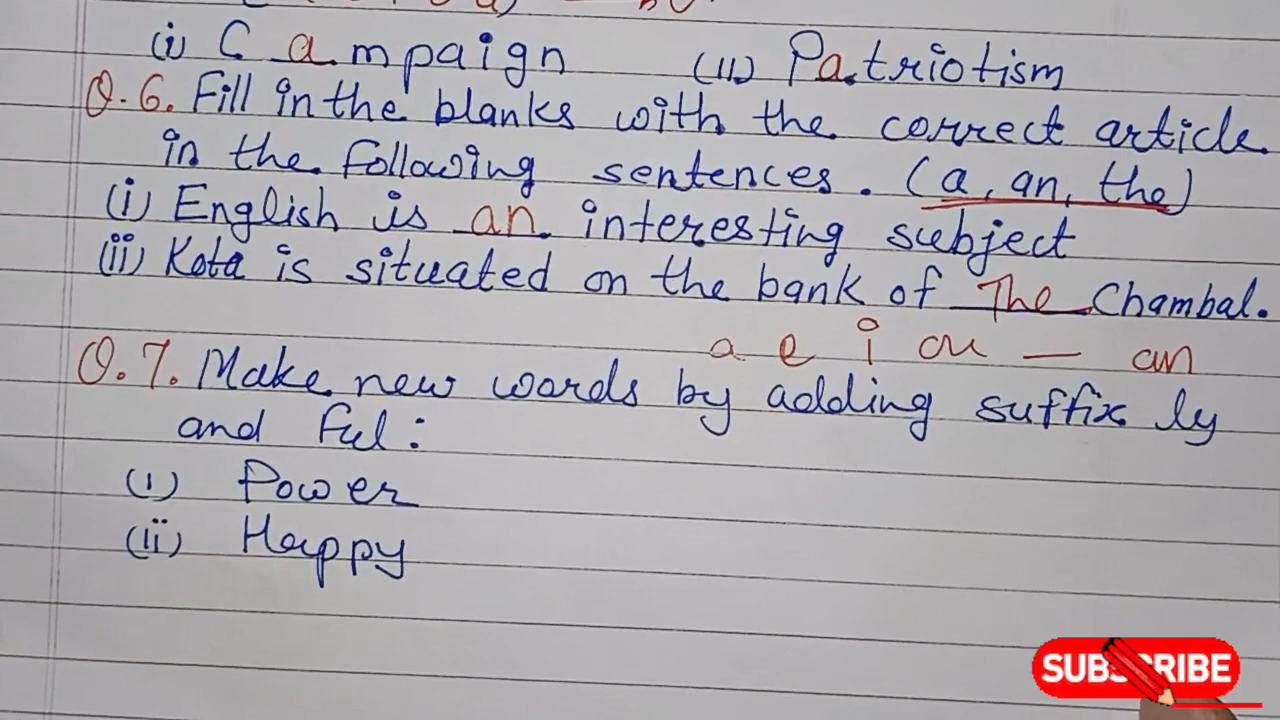 (i) Campaign (ii) Patriotism
Q.6. Fill in the blanks with the correct article
in the following sentences. (a, an, the)
(i) English is an interesting subject
(ii) Kota is situated on the bank of The Chambal.
a e i o u — an
Q.7. Make new words by adding suffix ly
and ful:
(i) Power
(ii) Happy
SUBSCRIBE